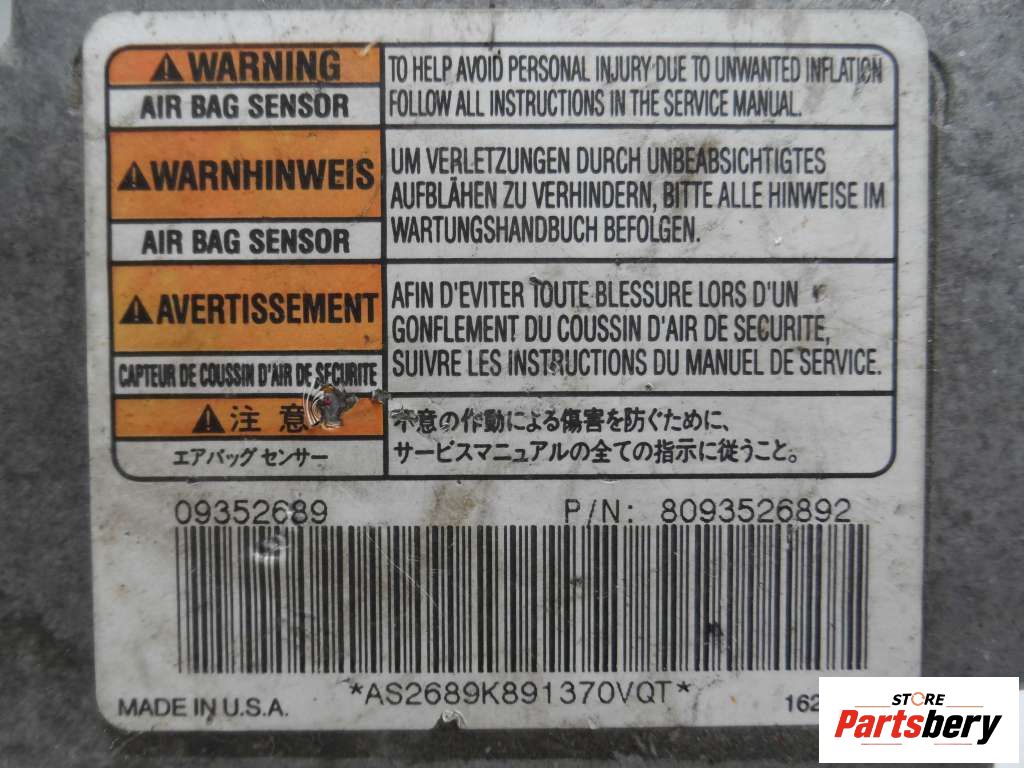 WARNING
AIR BAG SENSOR
TO HELP AVOID PERSONAL INJURY DUE TO UNWANTED INFLATION
FOLLOW ALL INSTRUCTIONS IN THE SERVICE MANUAL.
WARNHINWEIS
AIR BAG SENSOR
UM VERLETZUNGEN DURCH UNBEABSICHTIGTES
AUFBLÄHEN ZU VERHINDERN, BITTE ALLE HINWEISE IM
WARTUNGSHANDBUCH BEFOLGEN.
AVERTISSEMENT
CAPTEUR DE COUSSIN D'AIR DE SECURITE
AFIN D'EVITER TOUTE BLESSURE LORS D'UN
GONFLEMENT DU COUSSIN D'AIR DE SECURITE,
SUIVRE LES INSTRUCTIONS DU MANUEL DE SERVICE.
注 意
エアバッグ センサー
意の作動による傷害を防ぐために、
サービスマニュアルの全ての指示に従うこと。
09352689
P/N: 8093526892
*AS2689K891370VQT*
MADE IN U.S.A.
162
STORE
Partsbery